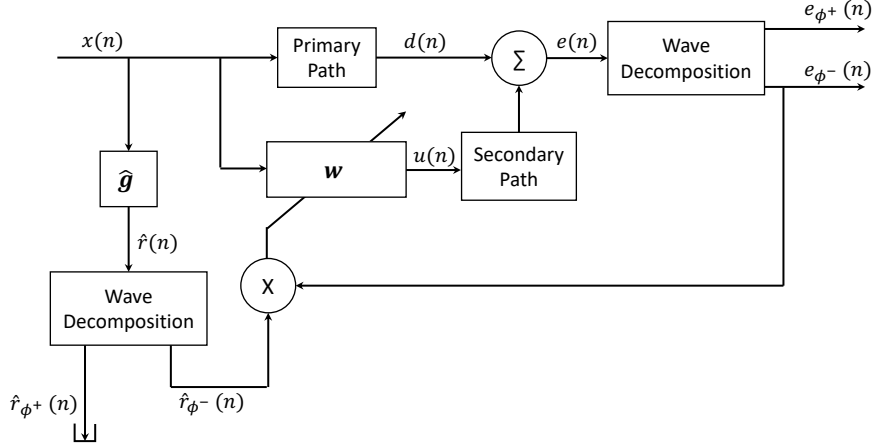 e_{ϕ⁺}(n)
x(n)
Primary
Path
d(n)
Σ
e(n)
Wave
Decomposition
e_{ϕ⁻}(n)
ĝ
w
u(n)
Secondary
Path
r̂(n)
Wave
Decomposition
X
r̂_{ϕ⁺}(n)
r̂_{ϕ⁻}(n)